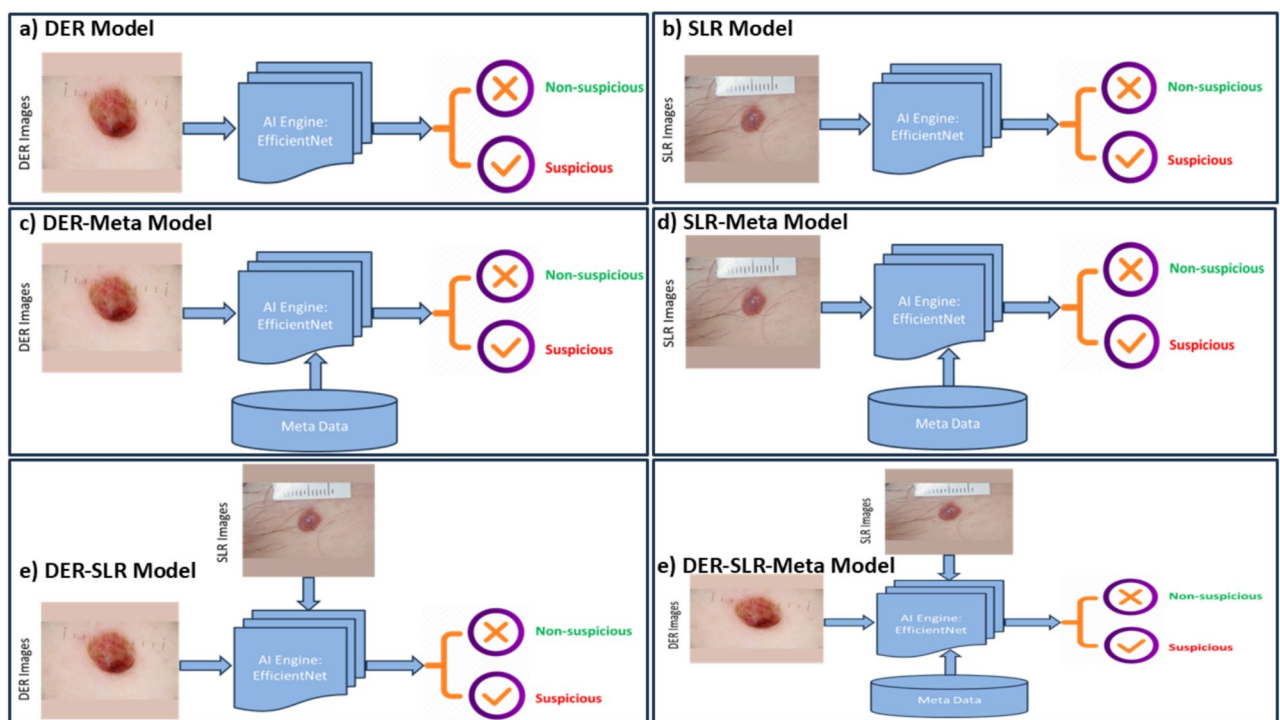 a) DER Model
DER Images
AI Engine:
EfficientNet
Non-suspicious
Suspicious
b) SLR Model
SLR Images
AI Engine:
EfficientNet
Non-suspicious
Suspicious
c) DER-Meta Model
DER Images
AI Engine:
EfficientNet
Non-suspicious
Suspicious
Meta Data
d) SLR-Meta Model
SLR Images
AI Engine:
EfficientNet
Non-suspicious
Suspicious
Meta Data
e) DER-SLR Model
SLR Images
DER Images
AI Engine:
EfficientNet
Non-suspicious
Suspicious
e) DER-SLR-Meta Model
SLR Images
DER Images
AI Engine:
EfficientNet
Non-suspicious
Suspicious
Meta Data